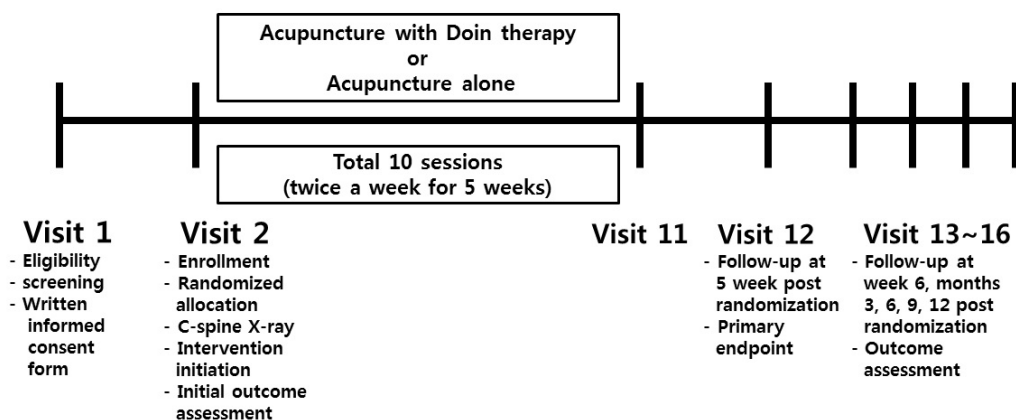 Acupuncture with Doin therapy
or
Acupuncture alone
Total 10 sessions
(twice a week for 5 weeks)
Visit 1
- Eligibility
- screening
- Written
informed
consent
form
Visit 2
- Enrollment
- Randomized
allocation
- C-spine X-ray
- Intervention
initiation
- Initial outcome
assessment
Visit 11
Visit 12
- Follow-up at
5 week post
randomization
- Primary
endpoint
Visit 13~16
- Follow-up at
week 6, months
3, 6, 9, 12 post
randomization
- Outcome
assessment